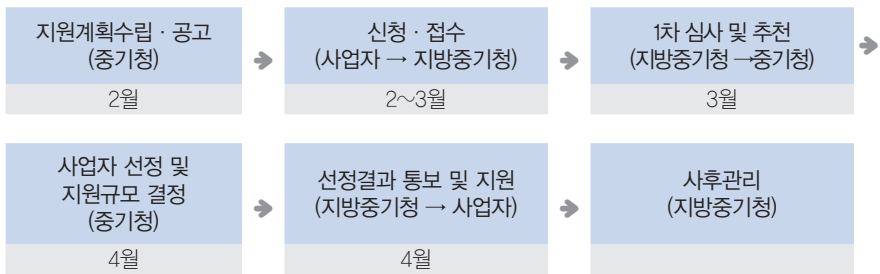 지원계획수립 · 공고
(중기청)
2월
신청 · 접수
(사업자 → 지방중기청)
2~3월
1차 심사 및 추천
(지방중기청 →중기청)
3월
사업자 선정 및
지원규모 결정
(중기청)
4월
선정결과 통보 및 지원
(지방중기청 → 사업자)
4월
사후관리
(지방중기청)